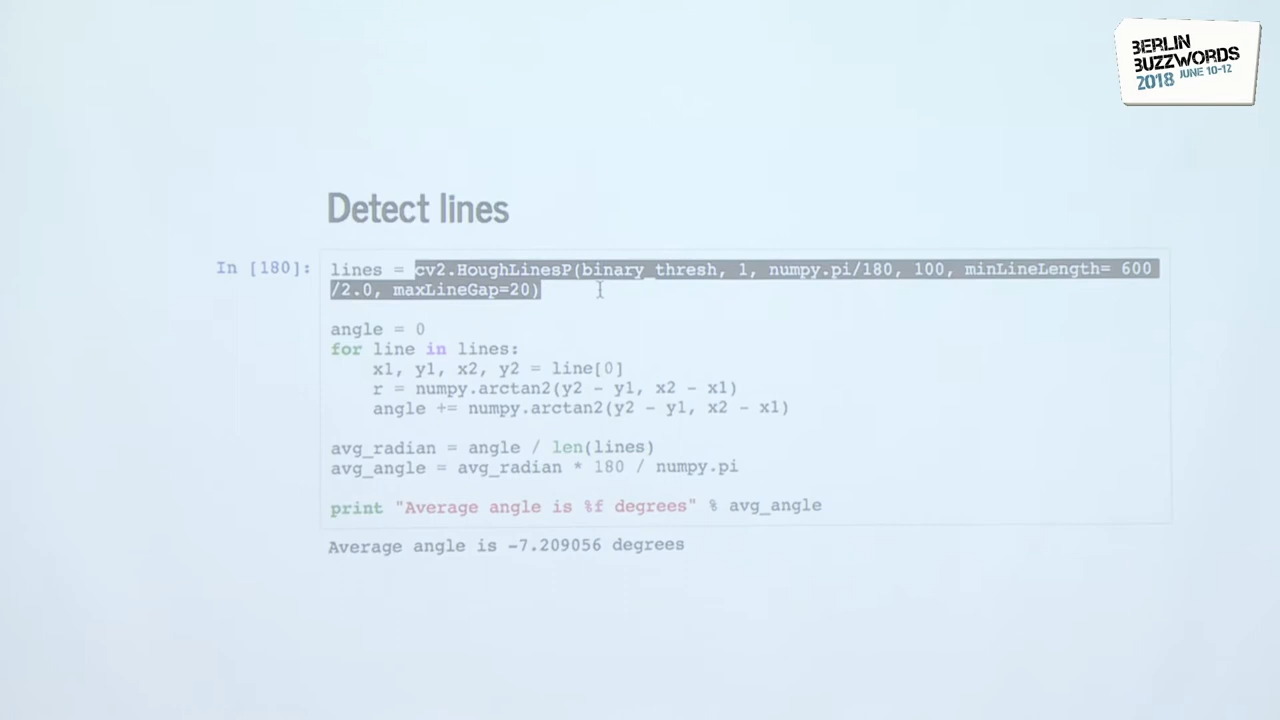 BERLIN
BUZZWORDS
2018 JUNE 10-12
Detect lines
In [180]:
lines = cv2.HoughLinesP(binary_thresh, 1, numpy.pi/180, 100, minLineLength= 600
/2.0, maxLineGap=20)
angle = 0
for line in lines:
    x1, y1, x2, y2 = line[0]
    r = numpy.arctan2(y2 - y1, x2 - x1)
    angle += numpy.arctan2(y2 - y1, x2 - x1)
avg_radian = angle / len(lines)
avg_angle = avg_radian * 180 / numpy.pi
print "Average angle is %f degrees" % avg_angle
Average angle is -7.209056 degrees